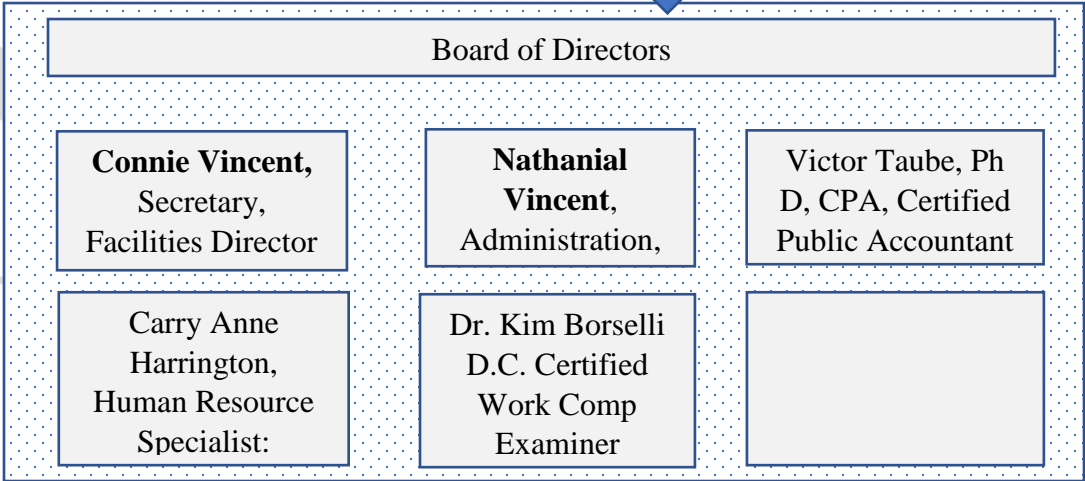 Board of Directors
Connie Vincent,
Secretary,
Facilities Director
Nathanial
Vincent,
Administration,
Victor Taube, Ph
D, CPA, Certified
Public Accountant
Carry Anne
Harrington,
Human Resource
Specialist:
Dr. Kim Borselli
D.C. Certified
Work Comp
Examiner